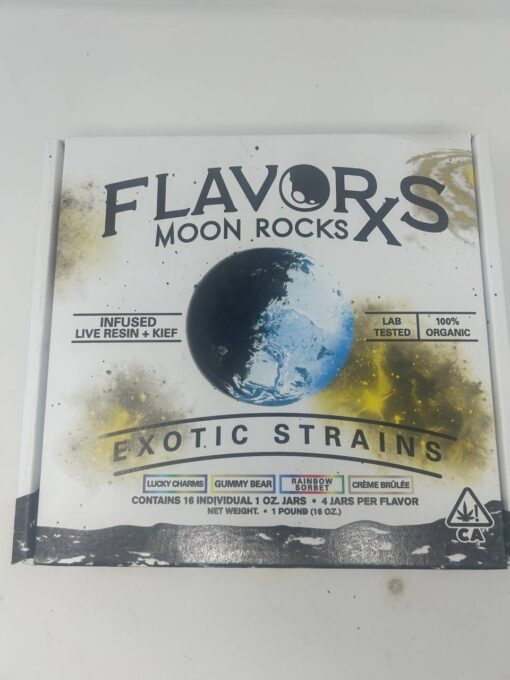 FLAVORXS
MOON ROCKS
INFUSED
LIVE RESIN + KIEF
LAB
TESTED
100%
ORGANIC
EXOTIC STRAINS
LUCKY CHARMS
GUMMY BEAR
RAINBOW
SORBET
CRÈME BRÛLÉE
CONTAINS 16 INDIVIDUAL 1 OZ. JARS • 4 JARS PER FLAVOR
NET WEIGHT. • 1 POUND (16 OZ.)
!
CA